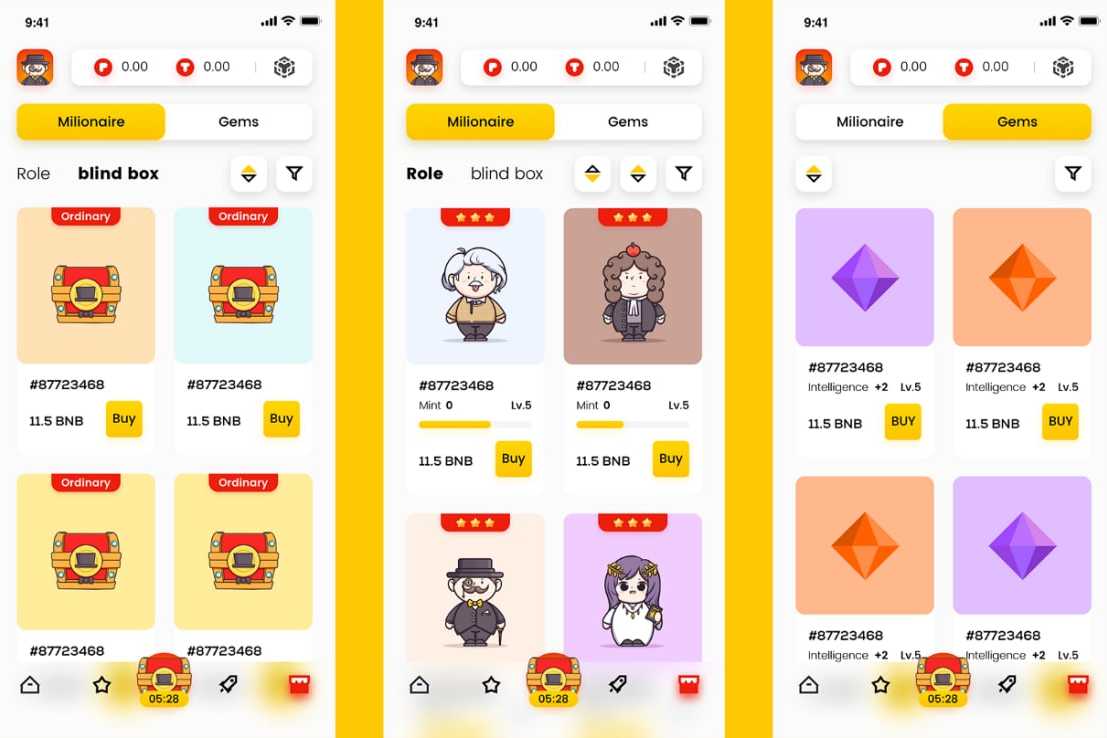 9:41
P 0.00 T 0.00
Milionaire Gems
Role blind box
Ordinary Ordinary
#87723468 #87723468
11.5 BNB Buy 11.5 BNB Buy
Ordinary Ordinary
#87723468 #87723468
05:28
9:41
P 0.00 T 0.00
Milionaire Gems
Role blind box
#87723468 #87723468
Mint 0 Lv.5 Mint 0 Lv.5
11.5 BNB Buy 11.5 BNB Buy
05:28
9:41
P 0.00 T 0.00
Milionaire Gems
#87723468 #87723468
Intelligence +2 Lv.5 Intelligence +2 Lv.5
11.5 BNB BUY 11.5 BNB BUY
#87723468 #87723468
Intelligence +2 Lv.5 Intelligence +2 Lv.5
05:28